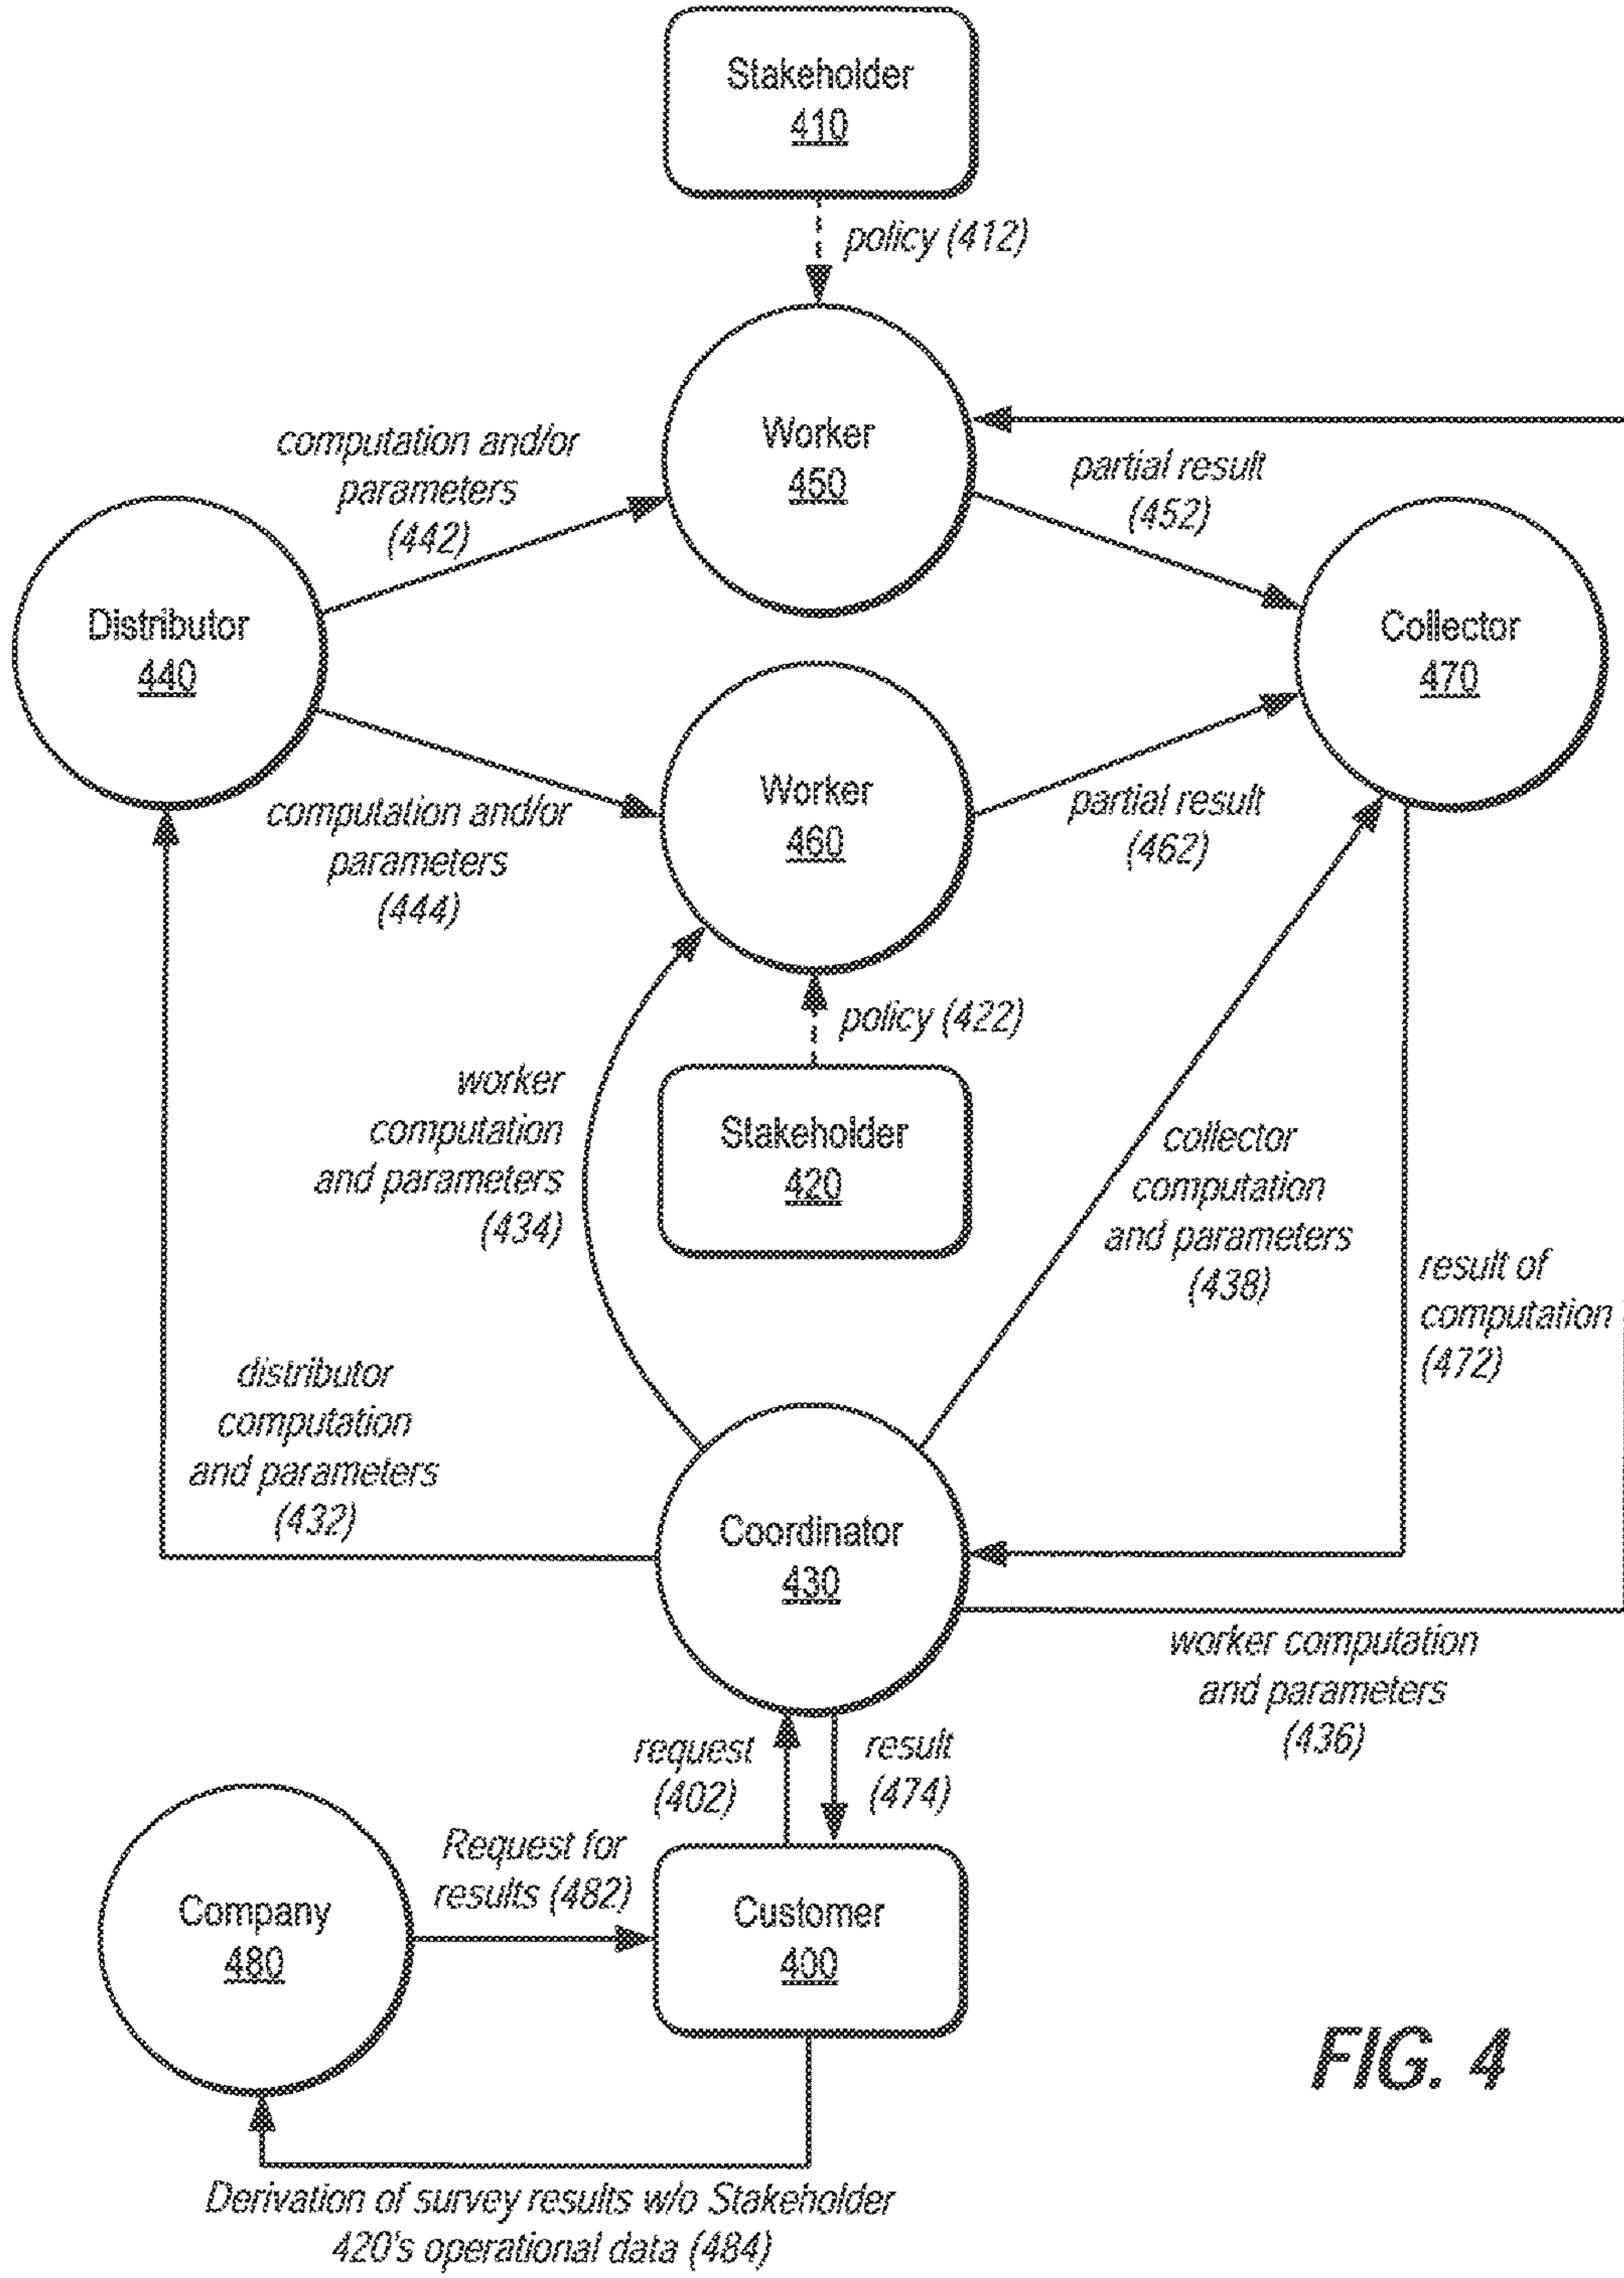 Stakeholder
410
policy (412)
Worker
450
computation and/or
parameters
(442)
partial result
(452)
Distributor
440
Collector
470
Worker
460
computation and/or
parameters
(444)
partial result
(462)
policy (422)
Stakeholder
420
worker
computation
and parameters
(434)
collector
computation
and parameters
(438)
result of
computation
(472)
distributor
computation
and parameters
(432)
Coordinator
430
worker computation
and parameters
(436)
request
(402)
result
(474)
Company
480
Request for
results (482)
Customer
400
Derivation of survey results w/o Stakeholder
420's operational data (484)
FIG. 4